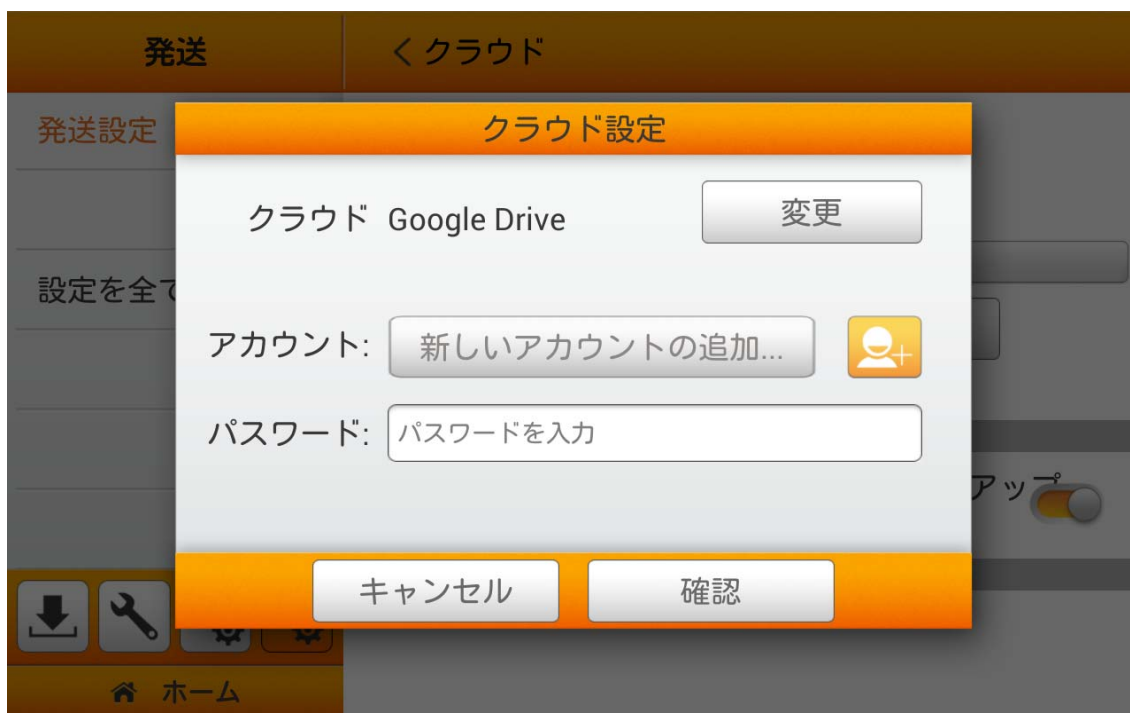 発送
< クラウド
発送設定
クラウド設定
クラウド Google Drive
変更
設定を全て
アカウント:
新しいアカウントの追加...
パスワード:
パスワードを入力
アップ
キャンセル
確認
ホーム